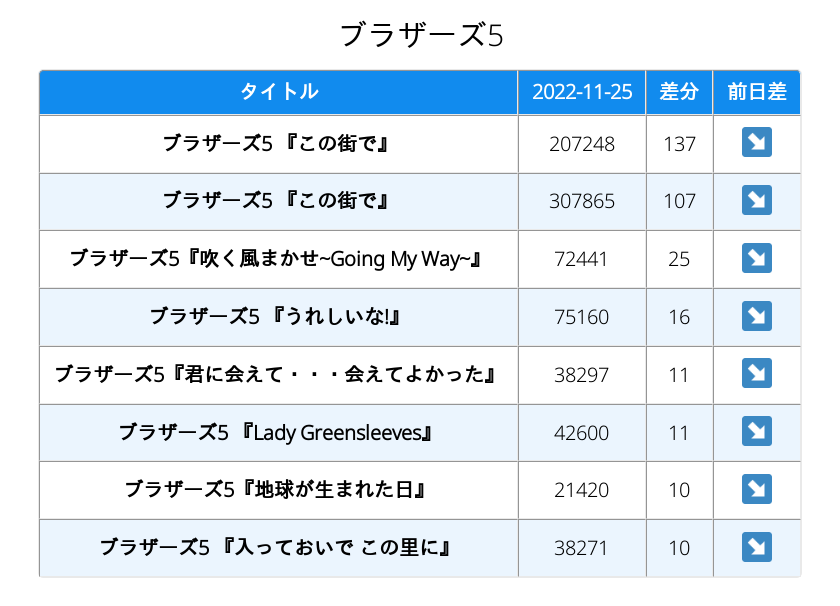 ブラザーズ5
タイトル 2022-11-25 差分 前日差
ブラザーズ5 『この街で』 207248 137 ↘
ブラザーズ5 『この街で』 307865 107 ↘
ブラザーズ5『吹く風まかせ~Going My Way~』 72441 25 ↘
ブラザーズ5 『うれしいな!』 75160 16 ↘
ブラザーズ5『君に会えて・・・会えてよかった』 38297 11 ↘
ブラザーズ5 『Lady Greensleeves』 42600 11 ↘
ブラザーズ5『地球が生まれた日』 21420 10 ↘
ブラザーズ5 『入っておいで この里に』 38271 10 ↘